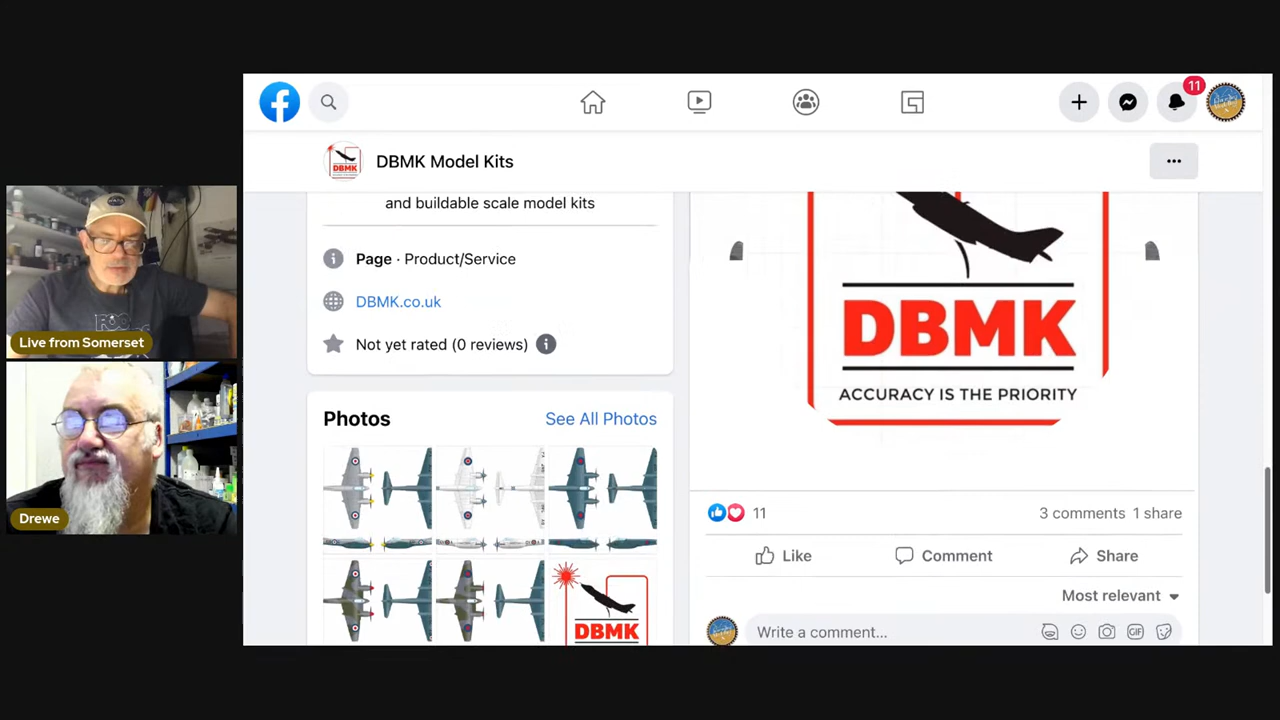 11
DBMK
DBMK Model Kits
...
and buildable scale model kits
Page · Product/Service
DBMK.co.uk
Not yet rated (0 reviews)
Photos
See All Photos
DBMK
DBMK
ACCURACY IS THE PRIORITY
11
3 comments 1 share
Like
Comment
Share
Most relevant
Write a comment...
GIF
Live from Somerset
Drewe